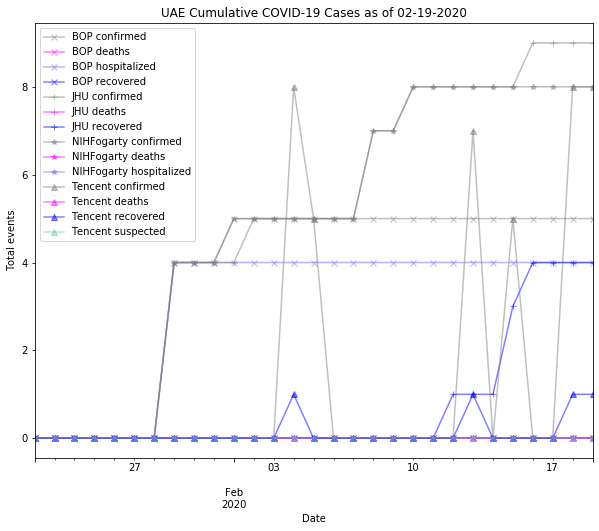 UAE Cumulative COVID-19 Cases as of 02-19-2020
BOP confirmed
BOP deaths
BOP hospitalized
BOP recovered
JHU confirmed
JHU deaths
JHU recovered
NIHFogarty confirmed
NIHFogarty deaths
NIHFogarty hospitalized
Tencent confirmed
Tencent deaths
Tencent recovered
Tencent suspected
Total events
8
6
4
2
0
27
03
10
17
Feb
2020
Date